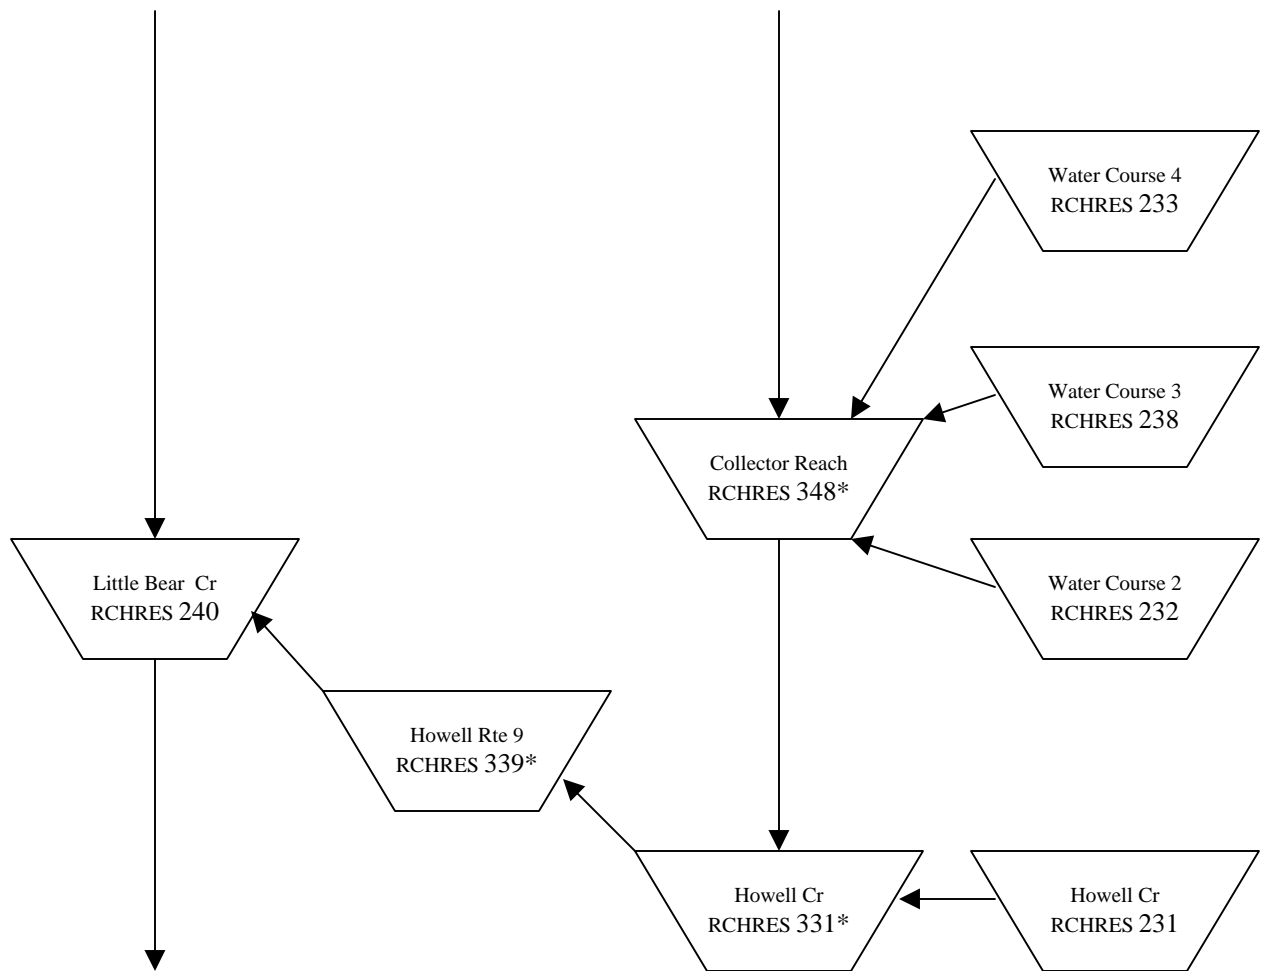 Water Course 4
RCHRES 233
Water Course 3
RCHRES 238
Collector Reach
RCHRES 348*
Little Bear Cr
RCHRES 240
Water Course 2
RCHRES 232
Howell Rte 9
RCHRES 339*
Howell Cr
RCHRES 331*
Howell Cr
RCHRES 231